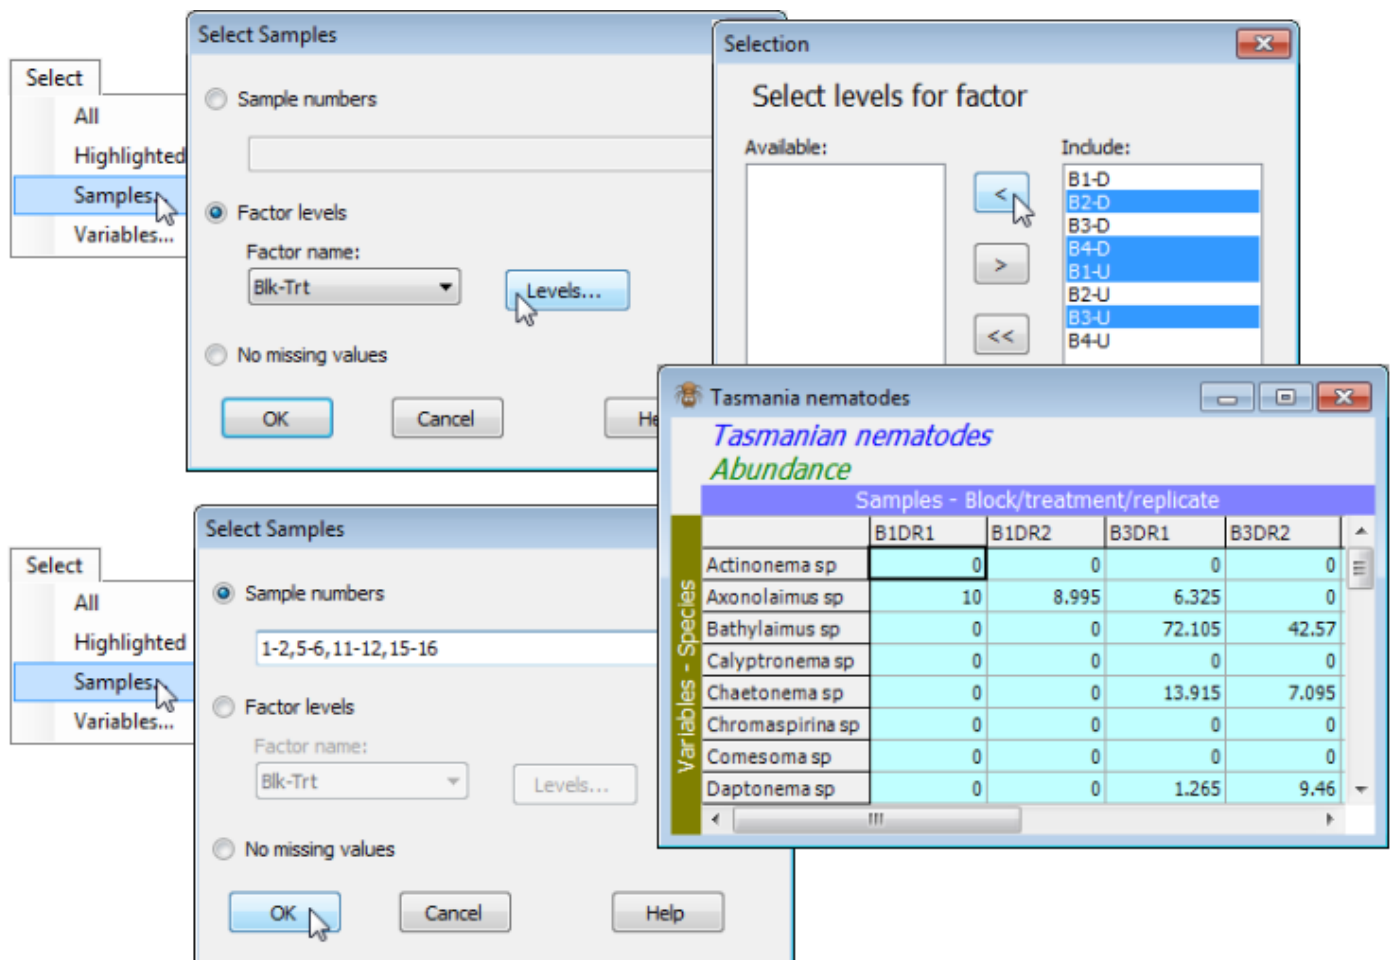 Select
All
Highlighted
Samples...
Variables...
Select Samples
Sample numbers
Factor levels
Factor name:
Blk-Trt
Levels...
No missing values
OK
Cancel
Selection
Select levels for factor
Available:
Include:
<
>
<<
B1-D
B2-D
B3-D
B4-D
B1-U
B2-U
B3-U
B4-U
Tasmania nematodes
Tasmanian nematodes
Abundance
Samples - Block/treatment/replicate
Variables - Species
B1DR1 B1DR2 B3DR1 B3DR2
Actinonema sp 0 0 0 0
Axonolaimus sp 10 8.995 6.325 0
Bathylaimus sp 0 0 72.105 42.57
Calyptronema sp 0 0 0 0
Chaetonema sp 0 0 13.915 7.095
Chromaspirina sp 0 0 0 0
Comesoma sp 0 0 0 0
Daptonema sp 0 0 1.265 9.46
Select
All
Highlighted
Samples...
Variables...
Select Samples
Sample numbers
1-2,5-6,11-12,15-16
Factor levels
Factor name:
Blk-Trt
Levels...
No missing values
OK
Cancel
Help